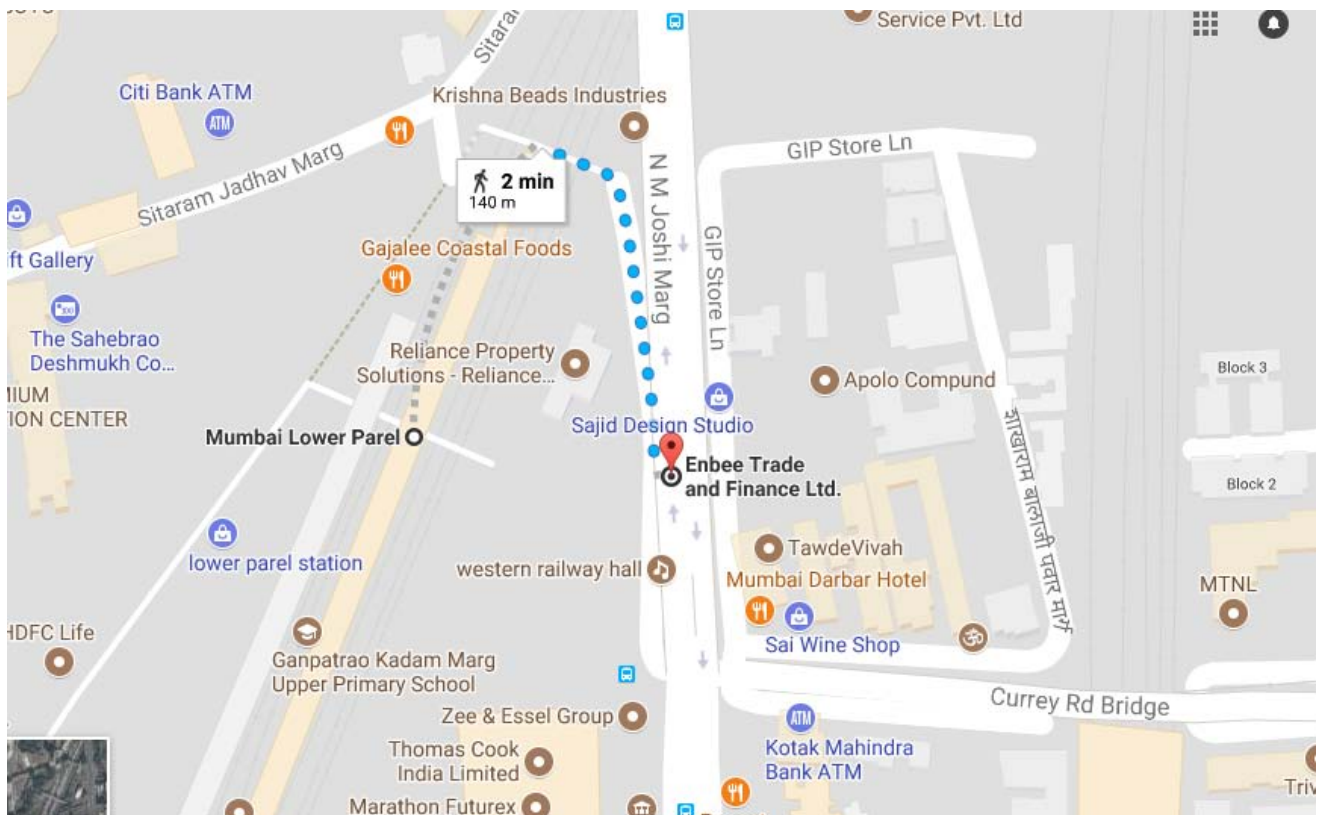 Service Pvt. Ltd
Sitara
Citi Bank ATM
ATM
Krishna Beads Industries
GIP Store Ln
Sitaram Jadhav Marg
N M Joshi Marg
2 min
140 m
GIP Store Ln
ift Gallery
Gajalee Coastal Foods
The Sahebrao
Deshmukh Co...
Reliance Property
Solutions - Reliance...
Apolo Compund
Block 3
MIUM
ION CENTER
Sajid Design Studio
Mumbai Lower Parel
Enbee Trade
and Finance Ltd.
Block 2
शाखाराम बालाजी पवार मार्ग
lower parel station
western railway hall
TawdeVivah
Mumbai Darbar Hotel
MTNL
HDFC Life
Sai Wine Shop
Ganpatrao Kadam Marg
Upper Primary School
Currey Rd Bridge
Zee & Essel Group
ATM
Kotak Mahindra
Bank ATM
Thomas Cook
India Limited
Triv
Marathon Futurex